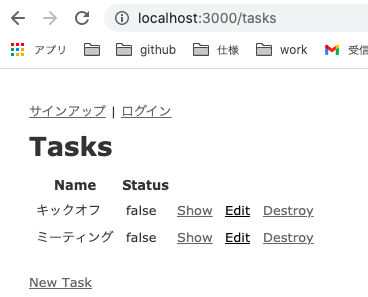 localhost:3000/tasks
アプリ github 仕様 work 受信
サインアップ | ログイン
Tasks
Name Status
キックオフ false Show Edit Destroy
ミーティング false Show Edit Destroy
New Task